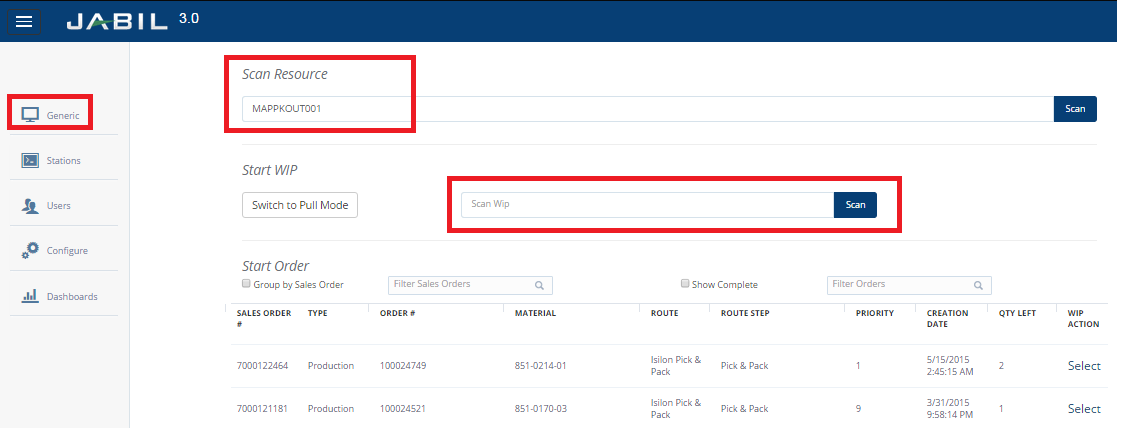 JABIL 3.0
Scan Resource
MAPPKOUT001 Scan
Generic
Stations
Users
Configure
Dashboards
Start WIP
Switch to Pull Mode Scan Wip Scan
Start Order
Group by Sales Order Filter Sales Orders Show Complete Filter Orders
SALES ORDER # TYPE ORDER # MATERIAL ROUTE ROUTE STEP PRIORITY CREATION DATE QTY LEFT WIP ACTION
7000122464 Production 100024749 851-0214-01 Isilon Pick & Pack Pick & Pack 1 5/15/2015 2:45:15 AM 2 Select
7000121181 Production 100024521 851-0170-03 Isilon Pick & Pack Pick & Pack 9 3/31/2015 9:58:14 PM 1 Select